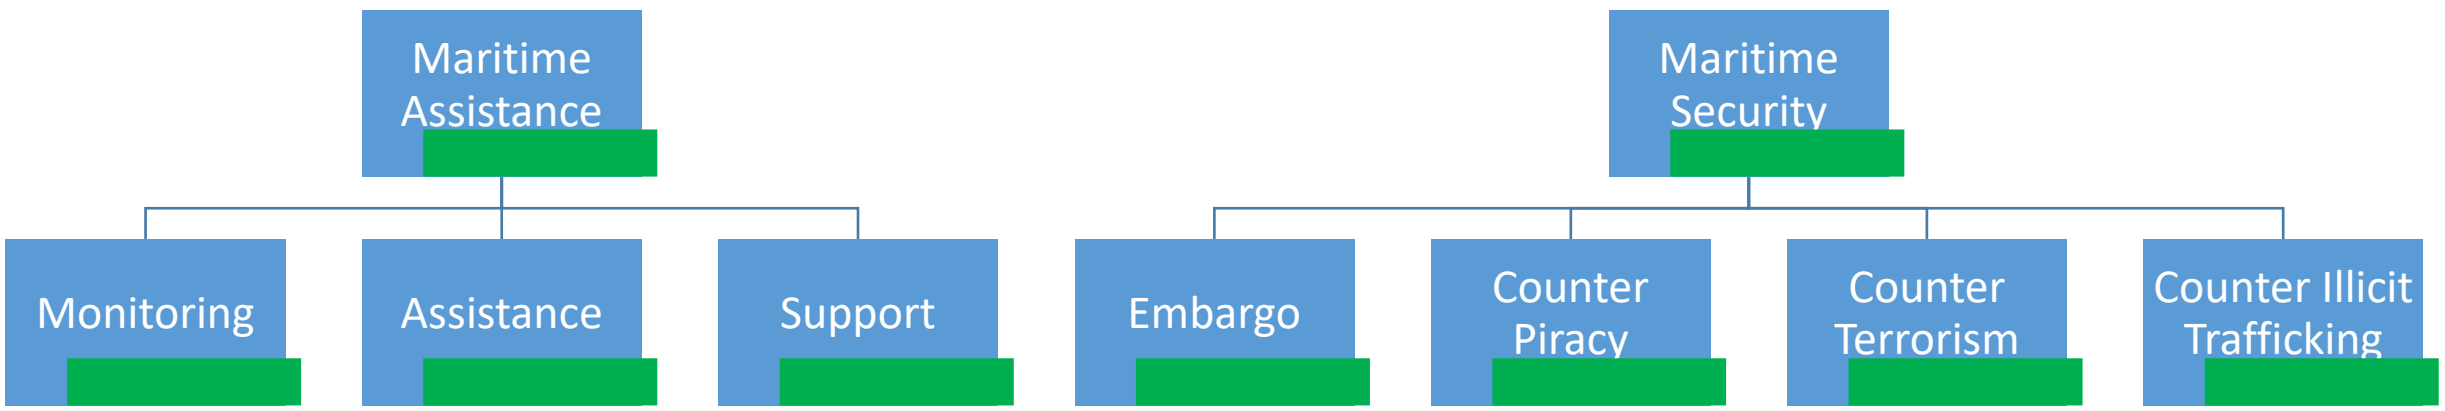 Maritime
Assistance
Maritime
Security
Monitoring
Assistance
Support
Embargo
Counter
Piracy
Counter
Terrorism
Counter Illicit
Trafficking